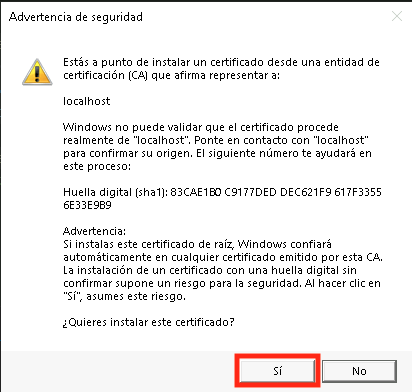 Advertencia de seguridad
Estás a punto de instalar un certificado desde una entidad de
certificación (CA) que afirma representar a:
localhost
Windows no puede validar que el certificado procede
realmente de "localhost". Ponte en contacto con "localhost"
para confirmar su origen. El siguiente número te ayudará en
este proceso:
Huella digital (sha1): 83CAE1B0 C9177DED DEC621F9 617F3355
6E33E9B9
Advertencia:
Si instalas este certificado de raíz, Windows confiará
automáticamente en cualquier certificado emitido por esta CA.
La instalación de un certificado con una huella digital sin
confirmar supone un riesgo para la seguridad. Al hacer clic en
"Sí", asumes este riesgo.
¿Quieres instalar este certificado?
Sí
No